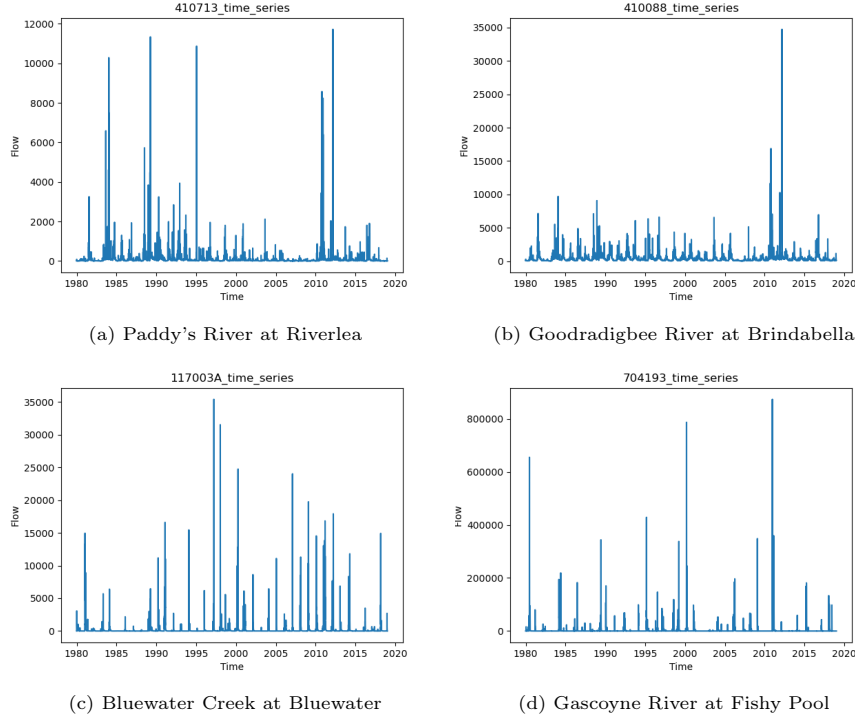 410713_time_series
12000
10000
8000
6000
4000
2000
0
Flow
1980 1985 1990 1995 2000 2005 2010 2015 2020
Time
(a) Paddy's River at Riverlea
410088_time_series
35000
30000
25000
20000
15000
10000
5000
0
Flow
1980 1985 1990 1995 2000 2005 2010 2015 2020
Time
(b) Goodradigbee River at Brindabella
117003A_time_series
35000
30000
25000
20000
15000
10000
5000
0
Flow
1980 1985 1990 1995 2000 2005 2010 2015 2020
Time
(c) Bluewater Creek at Bluewater
704193_time_series
800000
600000
400000
200000
0
Flow
1980 1985 1990 1995 2000 2005 2010 2015 2020
Time
(d) Gascoyne River at Fishy Pool